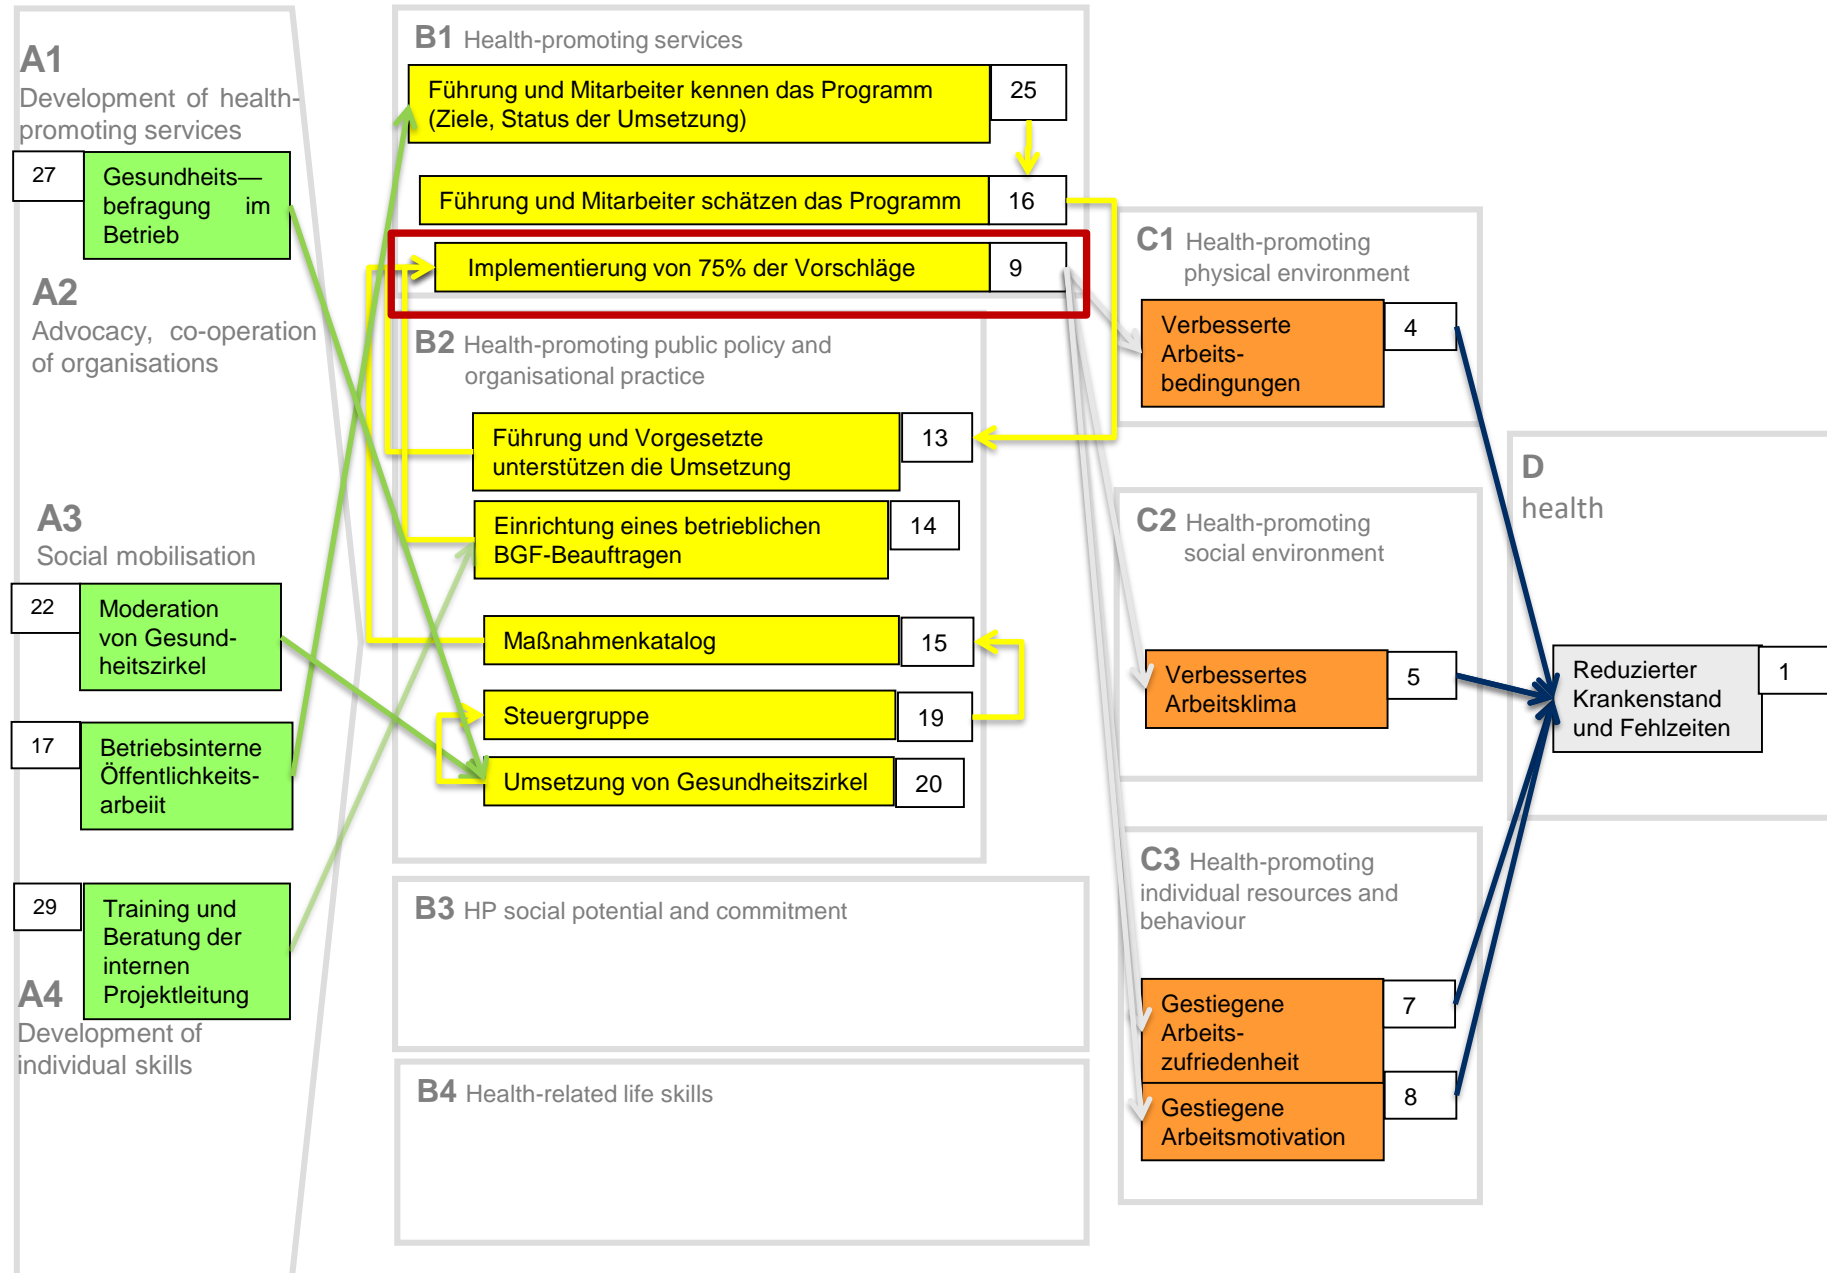 A1
Development of health-
promoting services
27
Gesundheits—
befragung im
Betrieb
A2
Advocacy, co-operation
of organisations
A3
Social mobilisation
22
Moderation
von Gesund-
heitszirkel
17
Betriebsinterne
Öffentlichkeits-
arbeiit
29
Training und
Beratung der
internen
Projektleitung
A4
Development of
individual skills
B1 Health-promoting services
Führung und Mitarbeiter kennen das Programm
(Ziele, Status der Umsetzung)
25
Führung und Mitarbeiter schätzen das Programm
16
Implementierung von 75% der Vorschläge
9
B2 Health-promoting public policy and
organisational practice
Führung und Vorgesetzte
unterstützen die Umsetzung
13
Einrichtung eines betrieblichen
BGF-Beauftragen
14
Maßnahmenkatalog
15
Steuergruppe
19
Umsetzung von Gesundheitszirkel
20
B3 HP social potential and commitment
B4 Health-related life skills
C1 Health-promoting
physical environment
Verbesserte
Arbeits-
bedingungen
4
C2 Health-promoting
social environment
Verbessertes
Arbeitsklima
5
C3 Health-promoting
individual resources and
behaviour
Gestiegene
Arbeits-
zufriedenheit
7
Gestiegene
Arbeitsmotivation
8
D
health
Reduzierter
Krankenstand
und Fehlzeiten
1